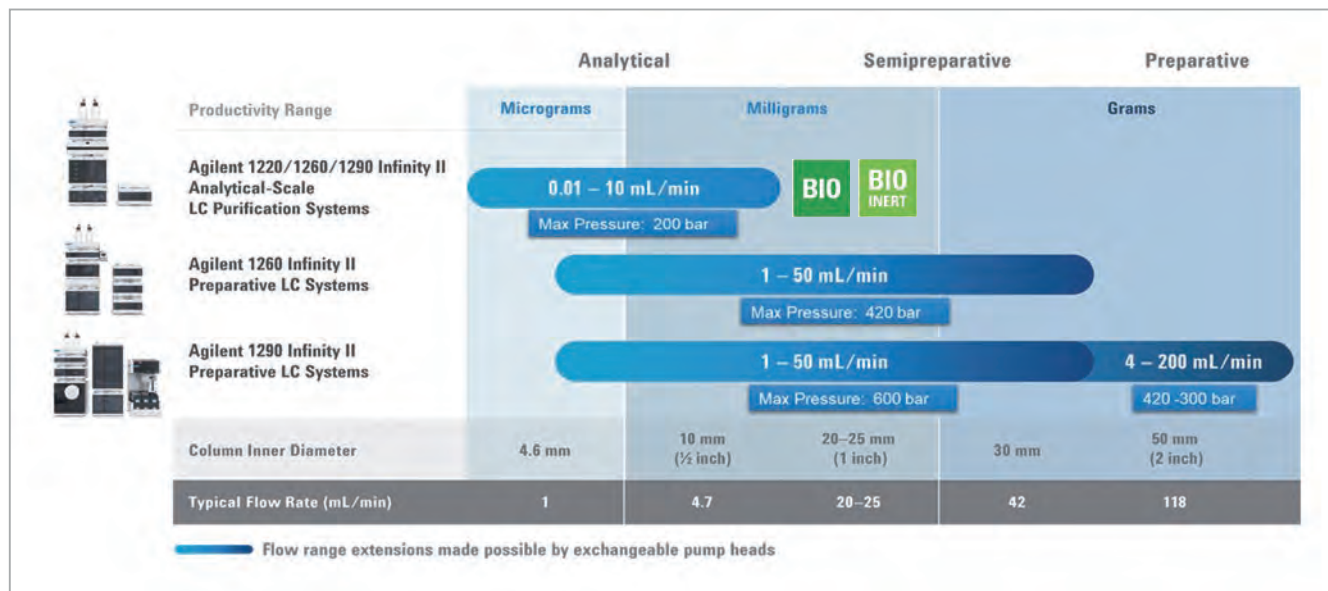 Analytical
Semipreparative
Preparative
Productivity Range
Micrograms
Milligrams
Grams
Agilent 1220/1260/1290 Infinity II
Analytical-Scale
LC Purification Systems
0.01 – 10 mL/min
Max Pressure: 200 bar
BIO
BIO
INERT
Agilent 1260 Infinity II
Preparative LC Systems
1 – 50 mL/min
Max Pressure: 420 bar
Agilent 1290 Infinity II
Preparative LC Systems
1 – 50 mL/min
Max Pressure: 600 bar
4 – 200 mL/min
420 -300 bar
Column Inner Diameter
4.6 mm
10 mm
(½ inch)
20–25 mm
(1 inch)
30 mm
50 mm
(2 inch)
Typical Flow Rate (mL/min)
1
4.7
20–25
42
118
Flow range extensions made possible by exchangeable pump heads